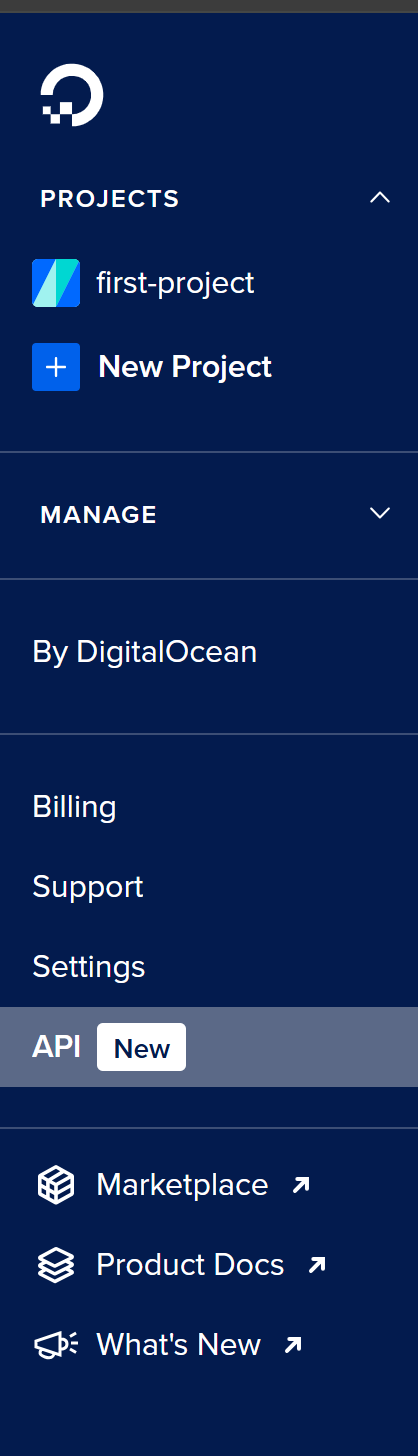 PROJECTS
first-project
New Project
MANAGE
By DigitalOcean
Billing
Support
Settings
API New
Marketplace
Product Docs
What's New